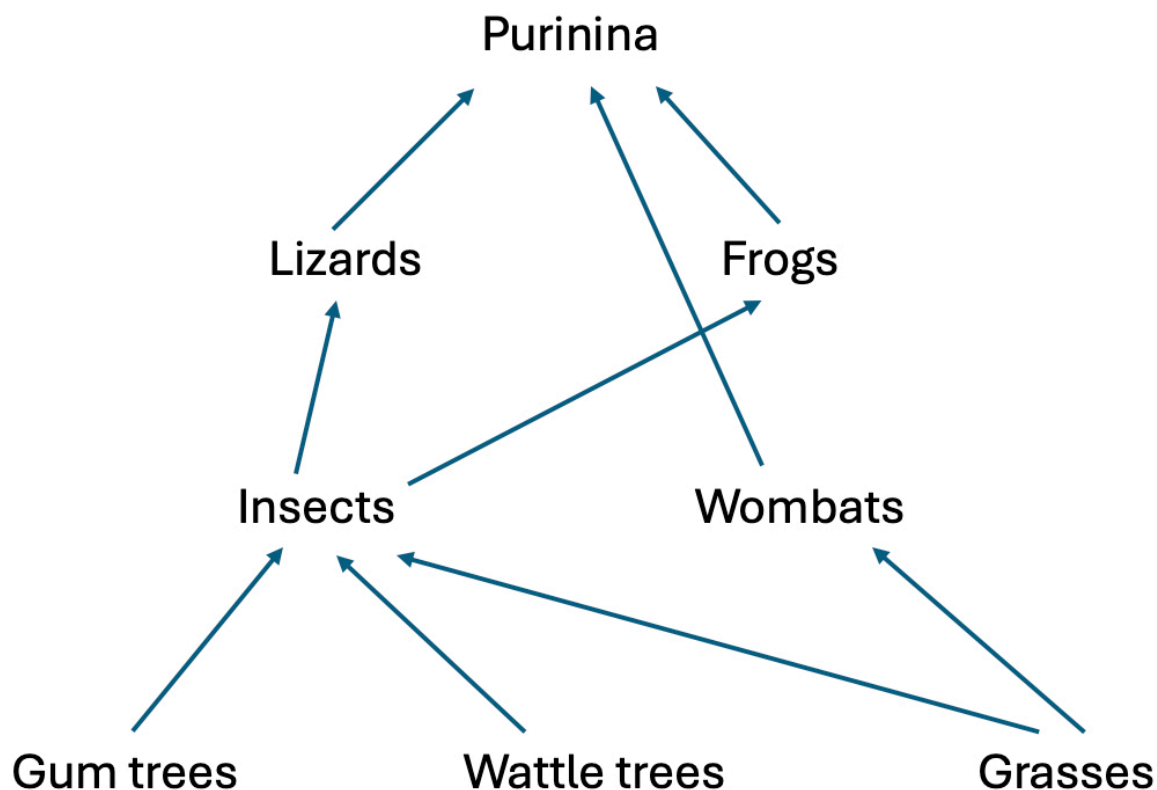 Purinina
Lizards
Frogs
Insects
Wombats
Gum trees
Wattle trees
Grasses